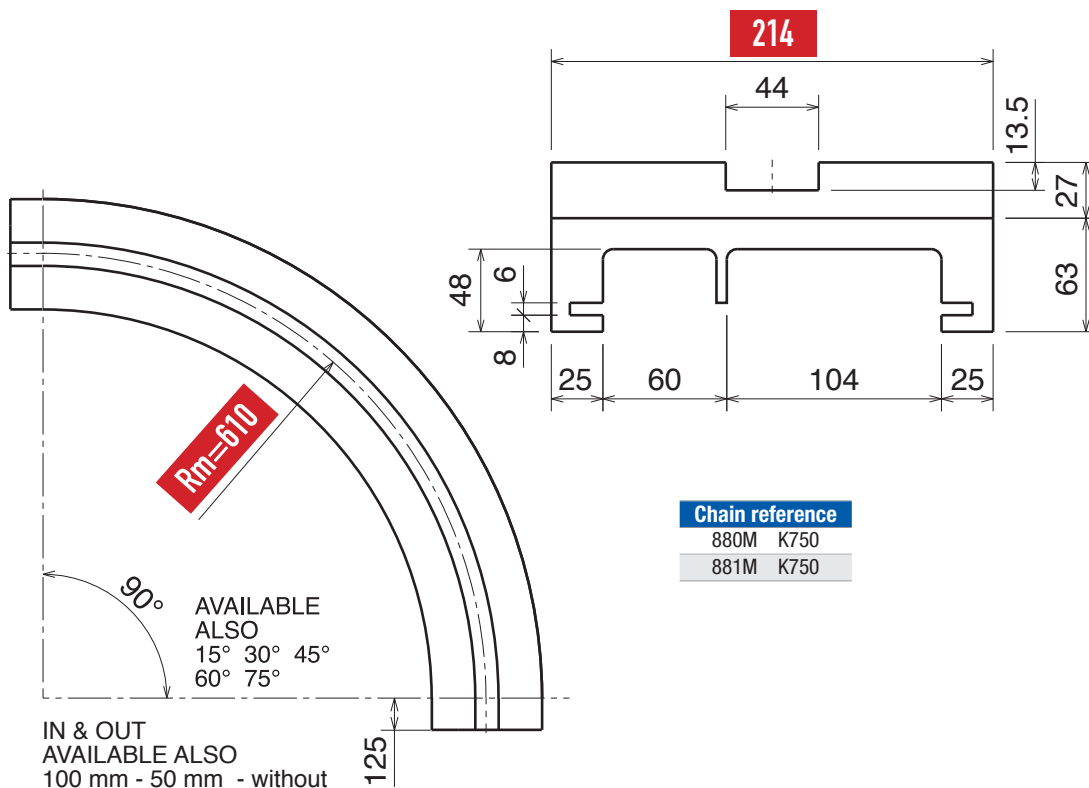 214
44
13.5
27
63
48
6
8
25
60
104
25
Rm=610
90°
AVAILABLE
ALSO
15° 30° 45°
60° 75°
IN & OUT
AVAILABLE ALSO
100 mm - 50 mm - without
125
Chain reference
880M K750
881M K750